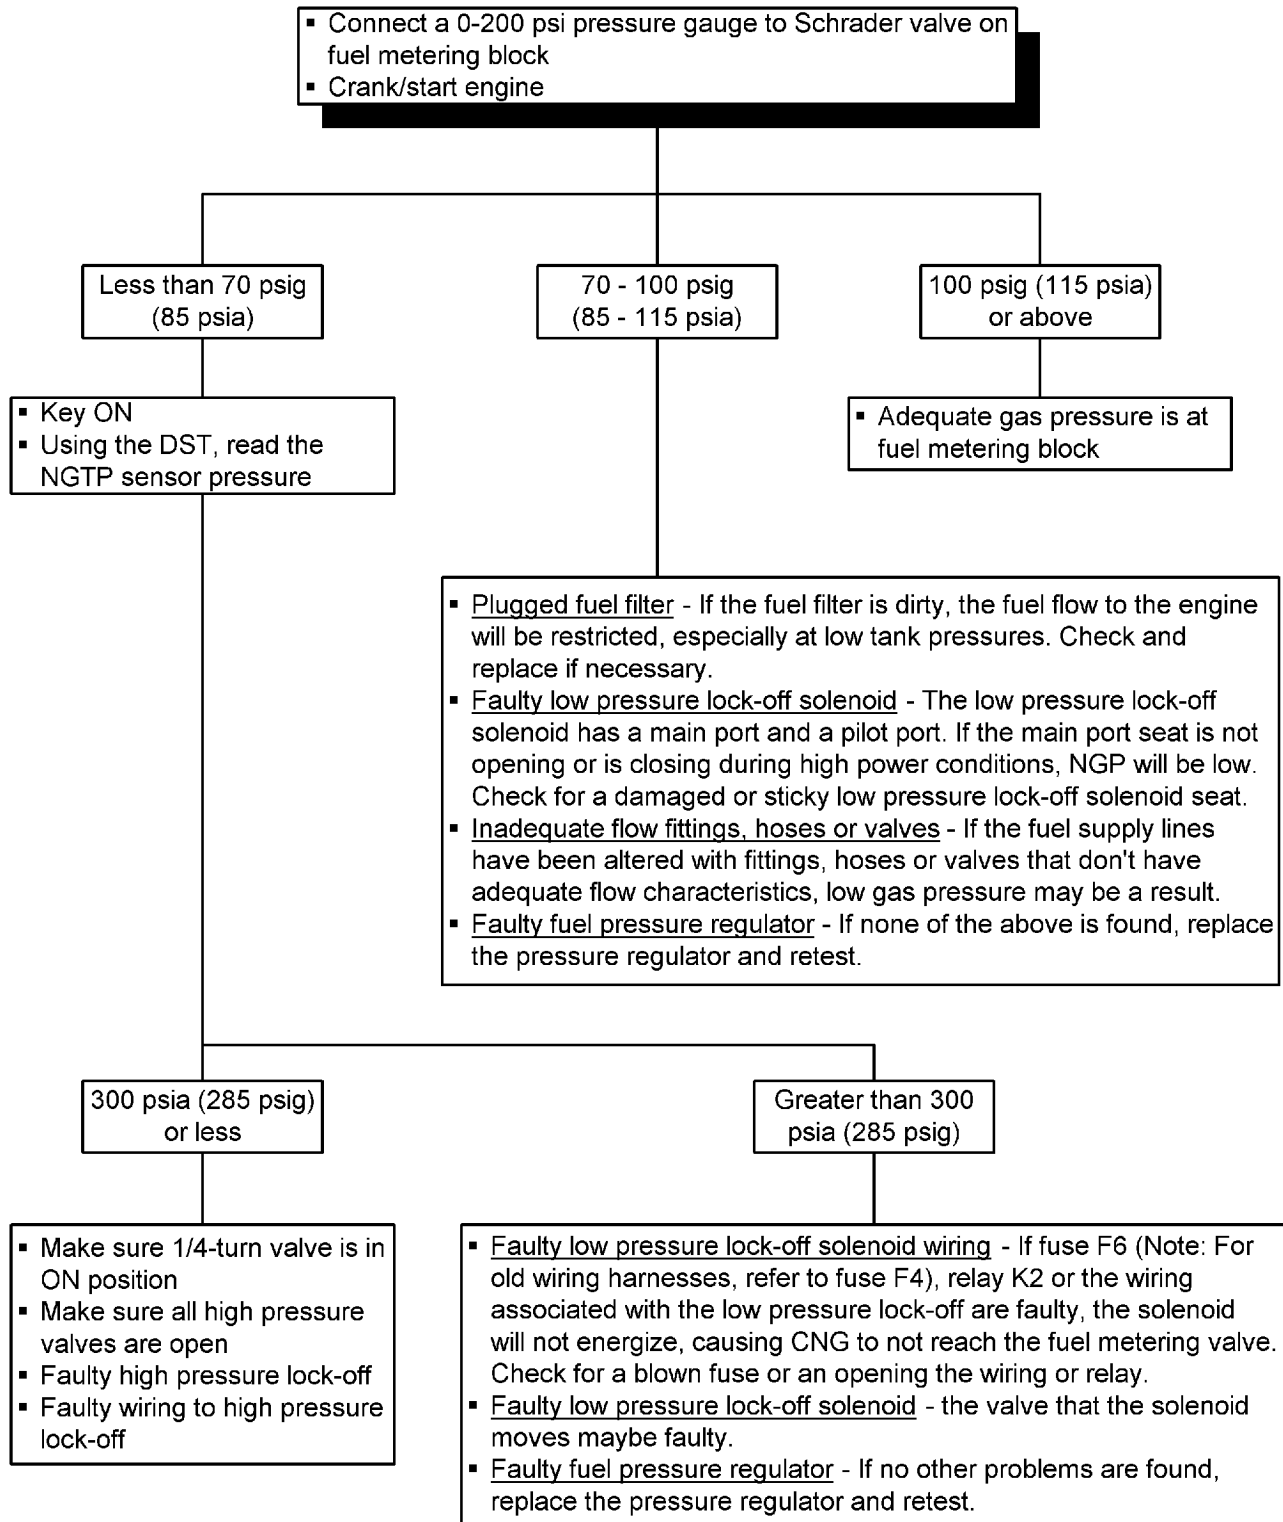 ▪ Connect a 0-200 psi pressure gauge to Schrader valve on
fuel metering block
▪ Crank/start engine
Less than 70 psig
(85 psia)
70 - 100 psig
(85 - 115 psia)
100 psig (115 psia)
or above
▪ Key ON
▪ Using the DST, read the
NGTP sensor pressure
▪ Adequate gas pressure is at
fuel metering block
▪ Plugged fuel filter - If the fuel filter is dirty, the fuel flow to the engine
will be restricted, especially at low tank pressures. Check and
replace if necessary.
▪ Faulty low pressure lock-off solenoid - The low pressure lock-off
solenoid has a main port and a pilot port. If the main port seat is not
opening or is closing during high power conditions, NGP will be low.
Check for a damaged or sticky low pressure lock-off solenoid seat.
▪ Inadequate flow fittings, hoses or valves - If the fuel supply lines
have been altered with fittings, hoses or valves that don't have
adequate flow characteristics, low gas pressure may be a result.
▪ Faulty fuel pressure regulator - If none of the above is found, replace
the pressure regulator and retest.
300 psia (285 psig)
or less
Greater than 300
psia (285 psig)
▪ Make sure 1/4-turn valve is in
ON position
▪ Make sure all high pressure
valves are open
▪ Faulty high pressure lock-off
▪ Faulty wiring to high pressure
lock-off
▪ Faulty low pressure lock-off solenoid wiring - If fuse F6 (Note: For
old wiring harnesses, refer to fuse F4), relay K2 or the wiring
associated with the low pressure lock-off are faulty, the solenoid
will not energize, causing CNG to not reach the fuel metering valve.
Check for a blown fuse or an opening the wiring or relay.
▪ Faulty low pressure lock-off solenoid - the valve that the solenoid
moves maybe faulty.
▪ Faulty fuel pressure regulator - If no other problems are found,
replace the pressure regulator and retest.